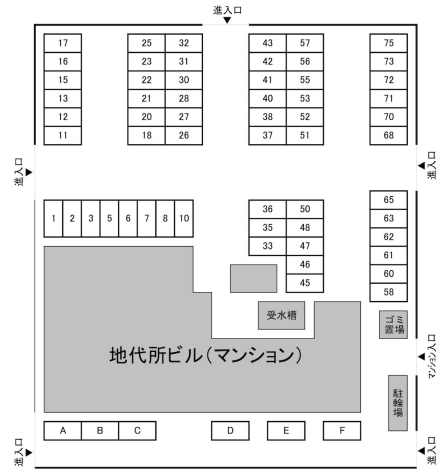 進入口
17 25 32 43 57 75
16 23 31 42 56 73
15 22 30 41 55 72
13 21 28 40 53 71
12 20 27 38 52 70
11 18 26 37 51 68
進入口
進入口
1 2 3 5 6 7 8 10
36 50
35 48
33 47
46
45
65
63
62
61
60
58
受水槽
ゴミ
置場
地代所ビル(マンション)
マンション入口
駐輪場
A B C D E F
進入口
進入口